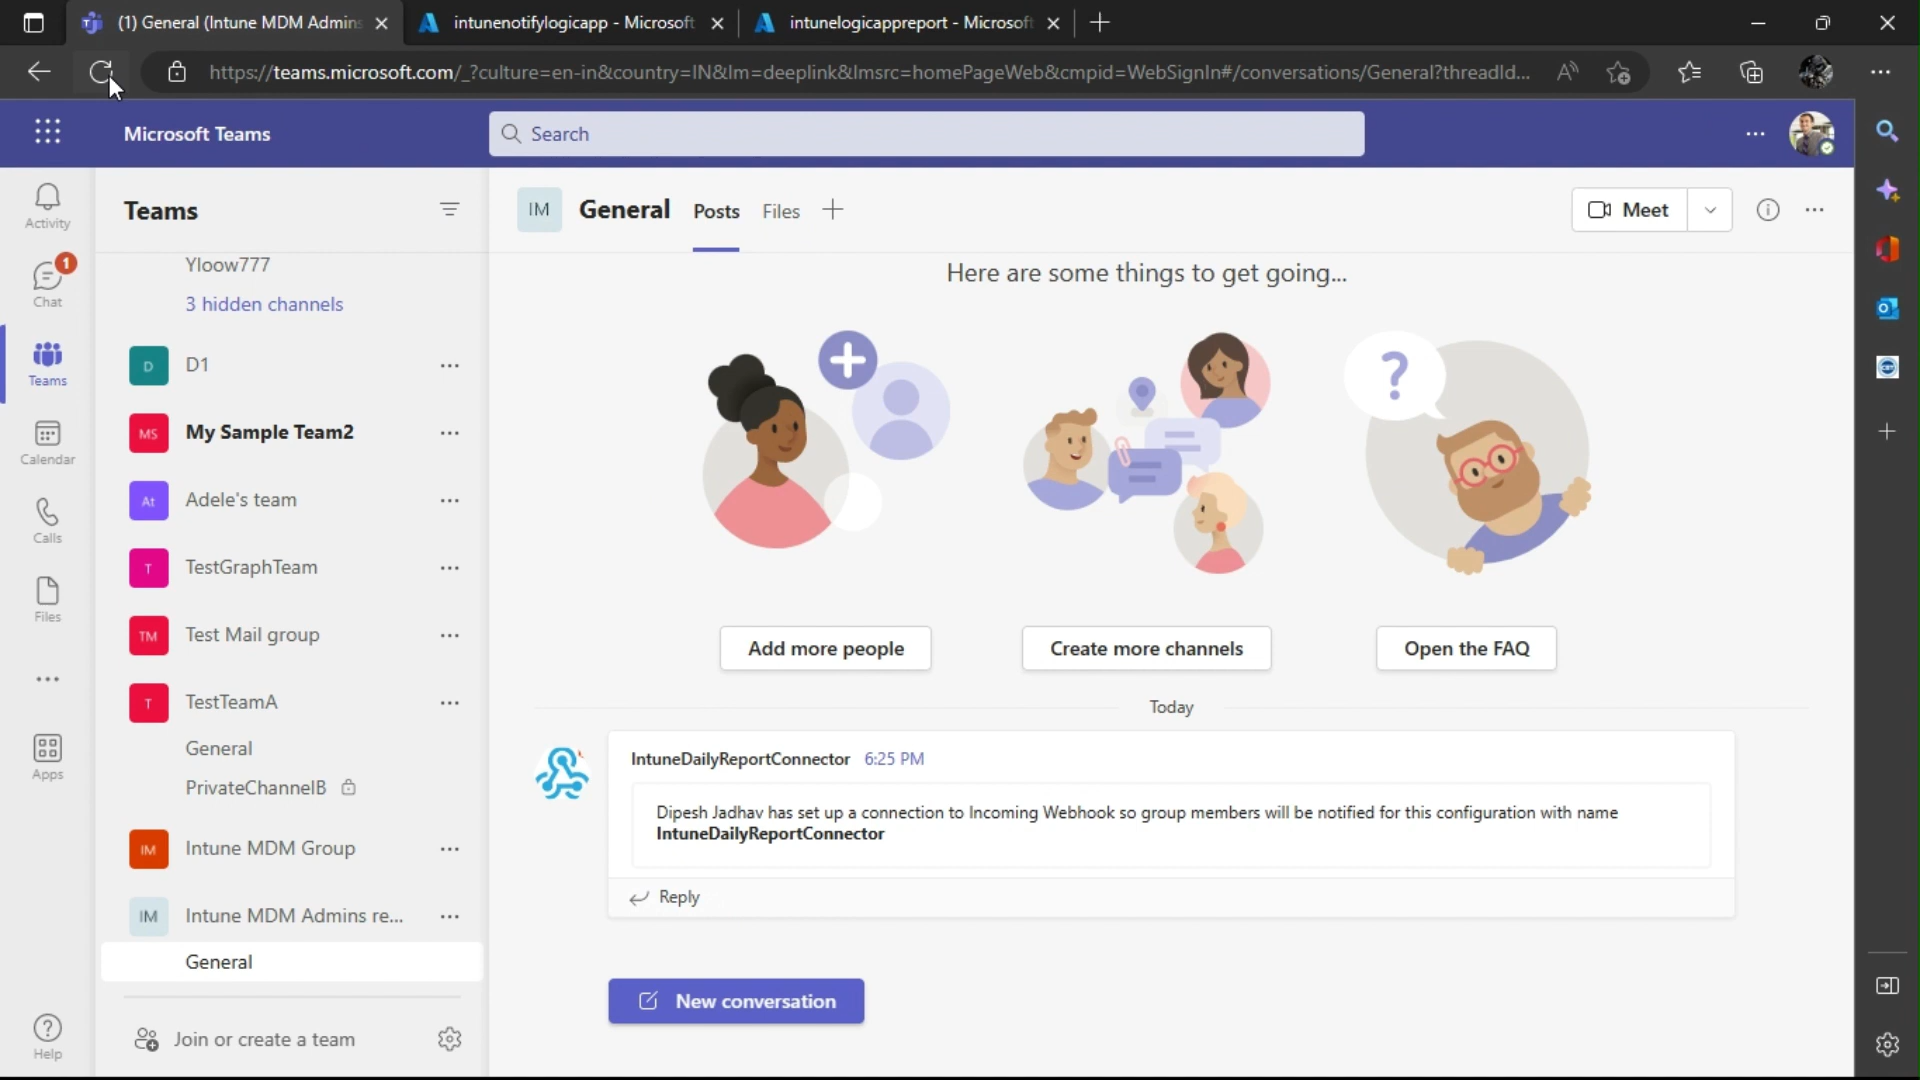 (1) General (Intune MDM Admins
intunenotifylogicapp - Microsoft
intunelogicappreport - Microsoft
https://teams.microsoft.com/_?culture=en-in&country=IN&lm=deeplink&lmsrc=homePageWeb&cmpid=WebSignIn#/conversations/General?threadId...
Microsoft Teams
Search
Activity
1
Chat
Teams
Calendar
Calls
Files
Apps
Help
Teams
Yloow777
3 hidden channels
D
D1
MS
My Sample Team2
At
Adele's team
T
TestGraphTeam
TM
Test Mail group
T
TestTeamA
General
PrivateChannelB
IM
Intune MDM Group
IM
Intune MDM Admins re...
General
Join or create a team
IM
General
Posts
Files
Meet
Here are some things to get going...
?
Add more people
Create more channels
Open the FAQ
Today
IntuneDailyReportConnector 6:25 PM
Dipesh Jadhav has set up a connection to Incoming Webhook so group members will be notified for this configuration with name
IntuneDailyReportConnector
Reply
New conversation